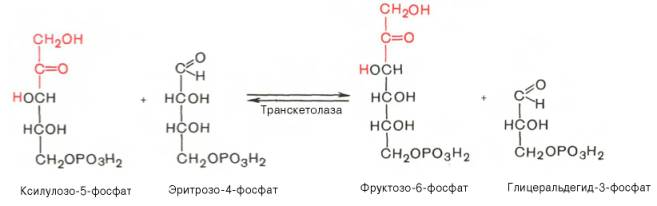 CH₂OH
C=O
HOCH
HCOH
CH₂OPO₃H₂
Ксилулозо-5-фосфат
+
C=O
H
HCOH
HCOH
CH₂OPO₃H₂
Эритрозо-4-фосфат
Транскетолаза
CH₂OH
C=O
HOCH
HCOH
HCOH
CH₂OPO₃H₂
Фруктозо-6-фосфат
+
C=O
H
HCOH
CH₂OPO₃H₂
Глицеральдегид-3-фосфат